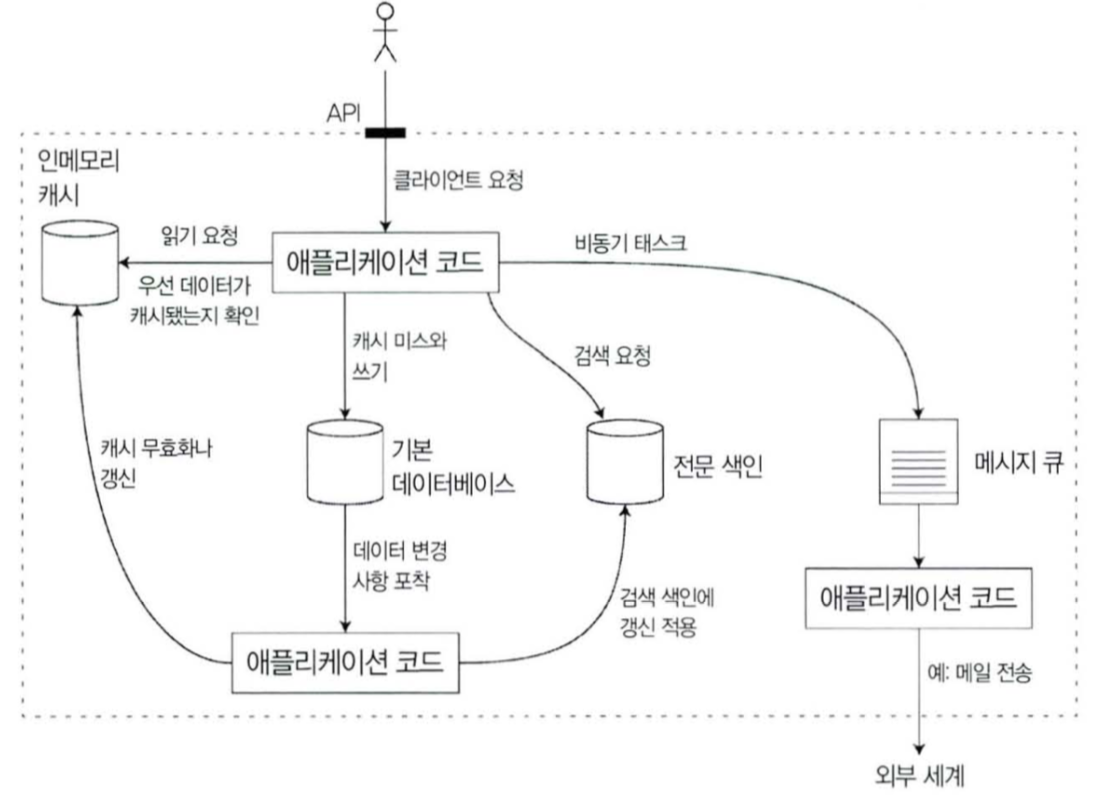 API
인메모리
캐시
클라이언트 요청
읽기 요청
애플리케이션 코드
비동기 태스크
우선 데이터가
캐시됐는지 확인
캐시 미스와
쓰기
검색 요청
캐시 무효화나
갱신
기본
데이터베이스
전문 색인
메시지 큐
데이터 변경
사항 포착
검색 색인에
갱신 적용
애플리케이션 코드
애플리케이션 코드
예: 메일 전송
외부 세계